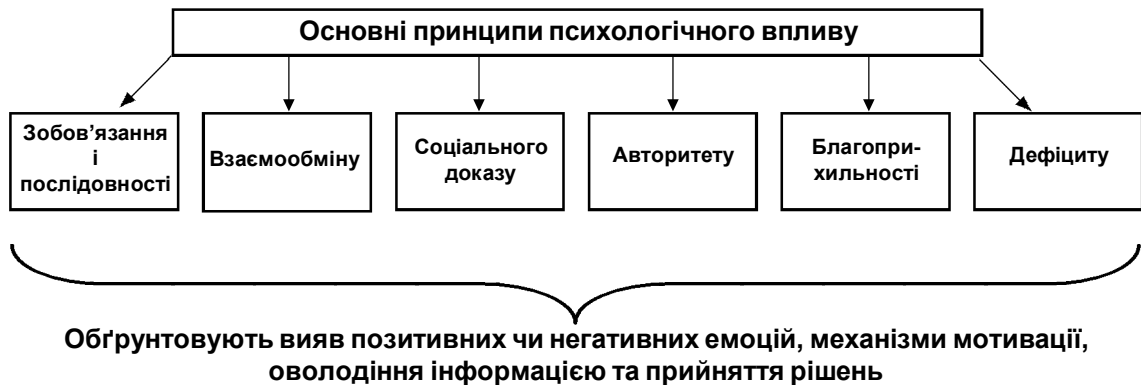 Основні принципи психологічного впливу
Зобов’язання
і
послідовності
Взаємообміну
Соціального
доказу
Авторитету
Благопри-
хильності
Дефіциту
Обґрунтовують вияв позитивних чи негативних емоцій, механізми мотивації,
оволодіння інформацією та прийняття рішень